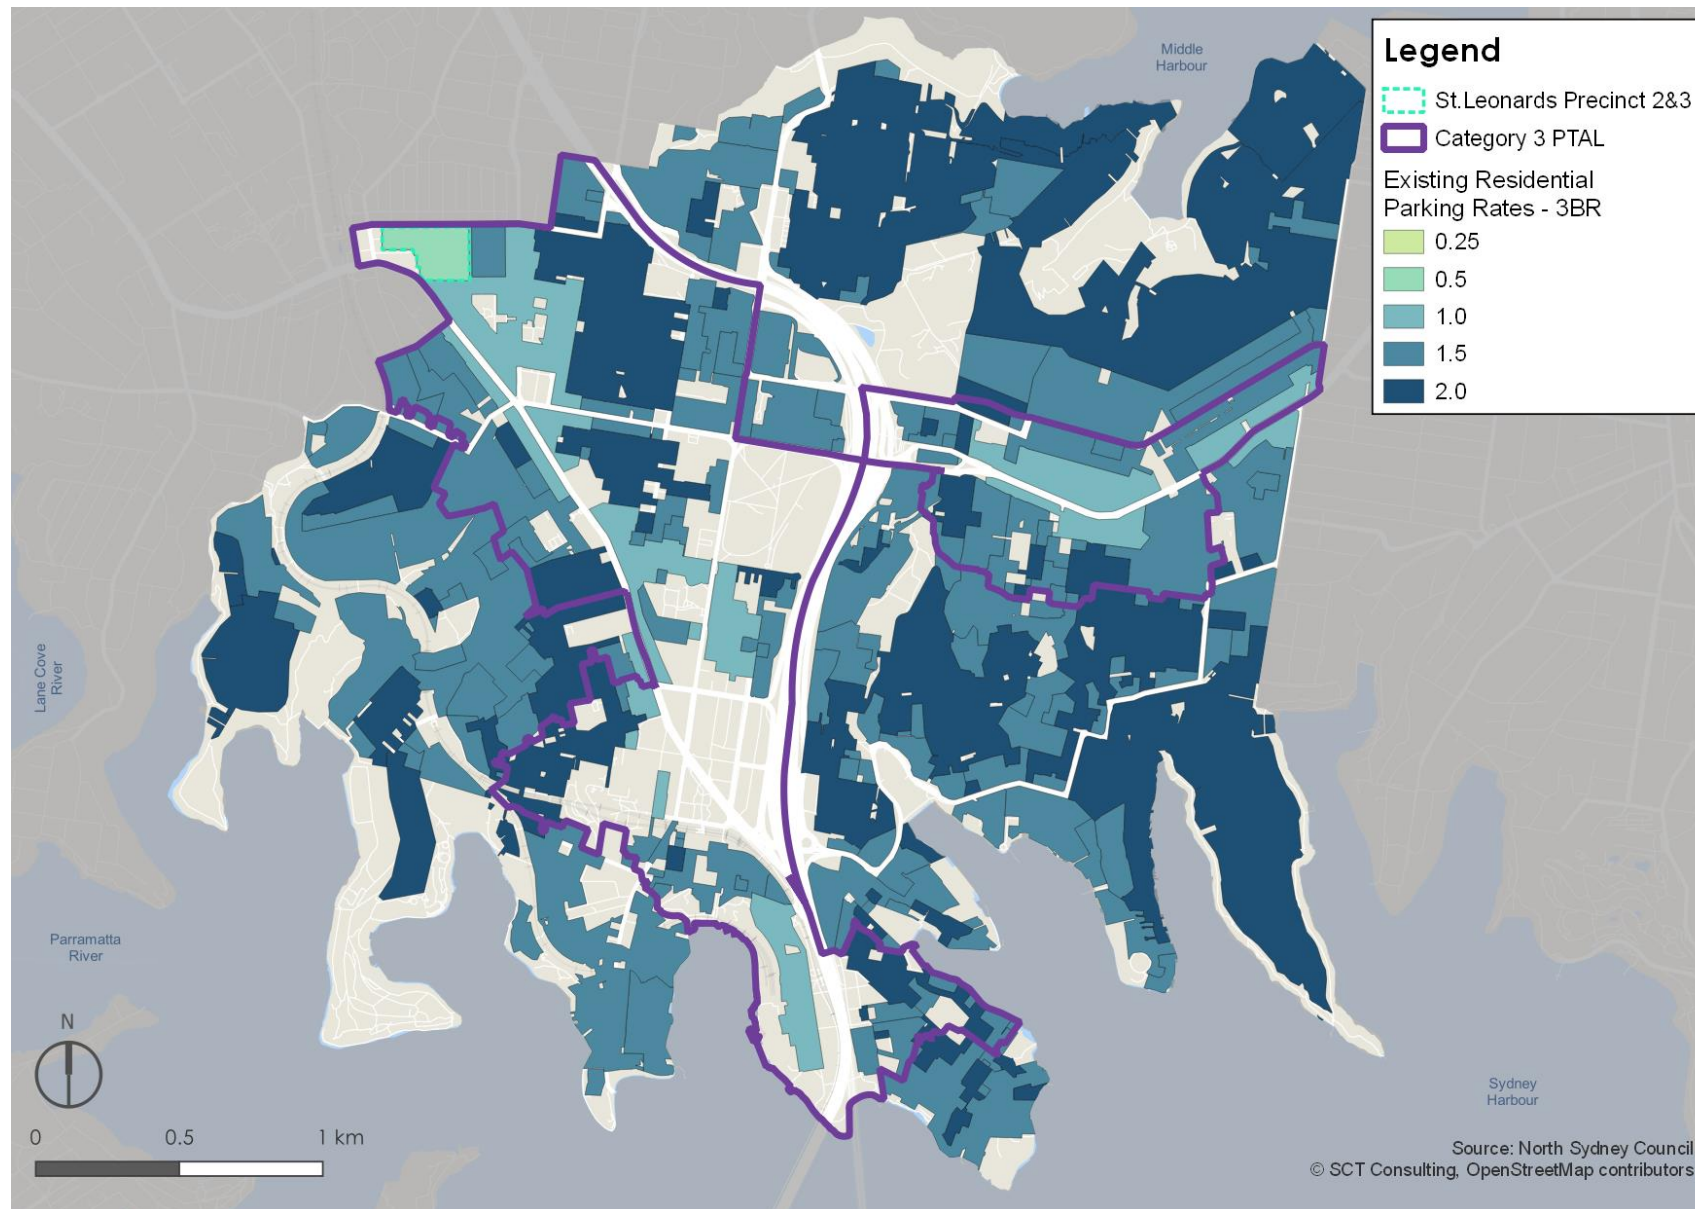 Middle
Harbour
Legend
St.Leonards Precinct 2&3
Category 3 PTAL
Existing Residential
Parking Rates - 3BR
0.25
0.5
1.0
1.5
2.0
Lane Cove
River
Parramatta
River
N
0 0.5 1 km
Sydney
Harbour
Source: North Sydney Council
© SCT Consulting, OpenStreetMap contributors